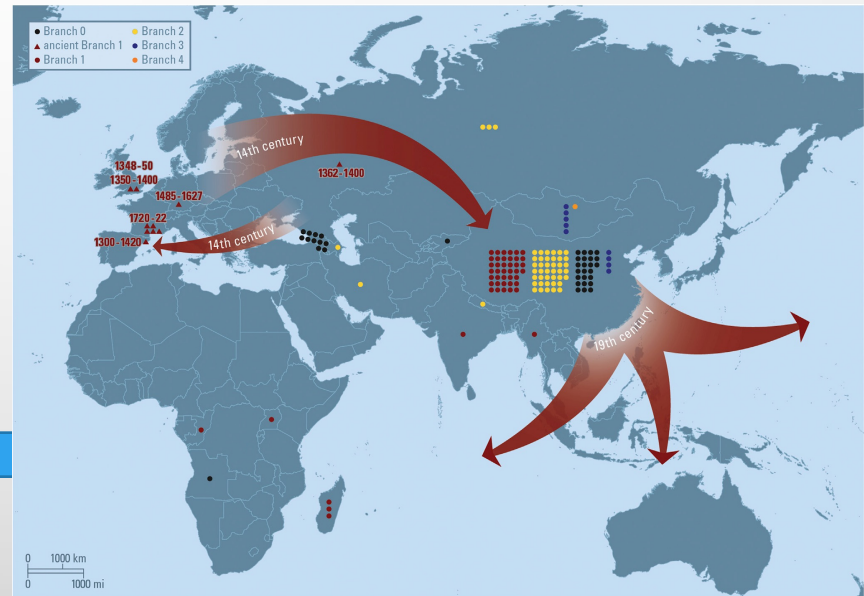 Branch 0
ancient Branch 1
Branch 1
Branch 2
Branch 3
Branch 4
14th century
1348-50
1350-1400
1362-1400
1485-1627
1720-22
1300-1420
14th century
19th century
0 1000 km
0 1000 mi